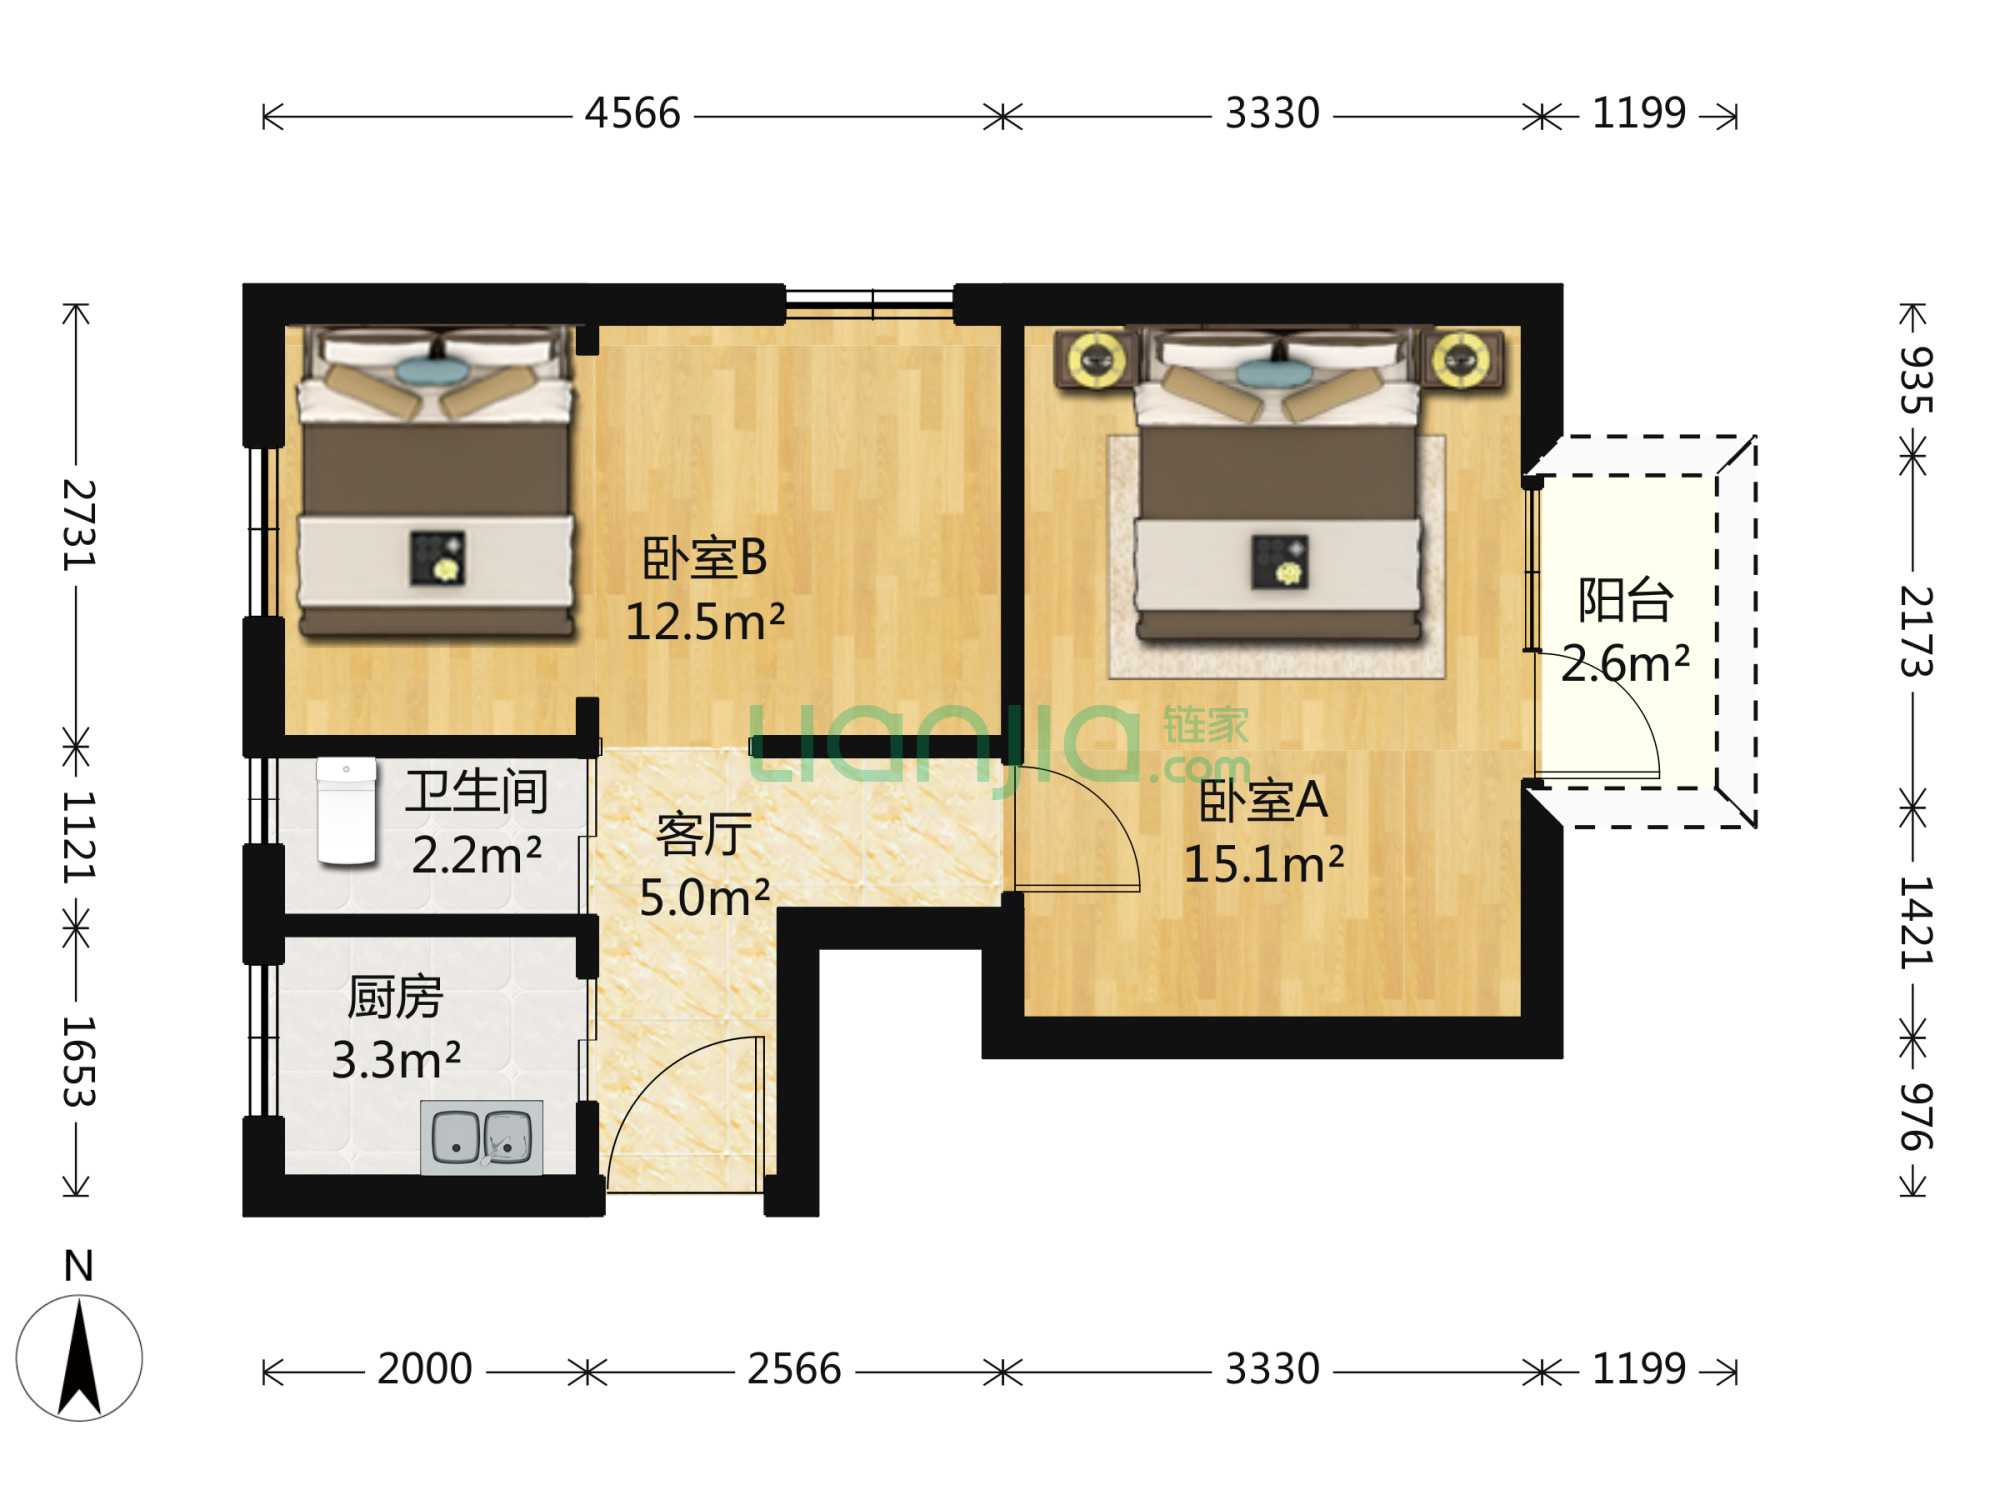 4566
3330
1199
935
2731
卧室B
12.5m²
2173
阳台
2.6m²
LIANJIA 链家
.com
卫生间
2.2m²
客厅
5.0m²
卧室A
15.1m²
1121
1421
厨房
3.3m²
1653
976
N
2000
2566
3330
1199